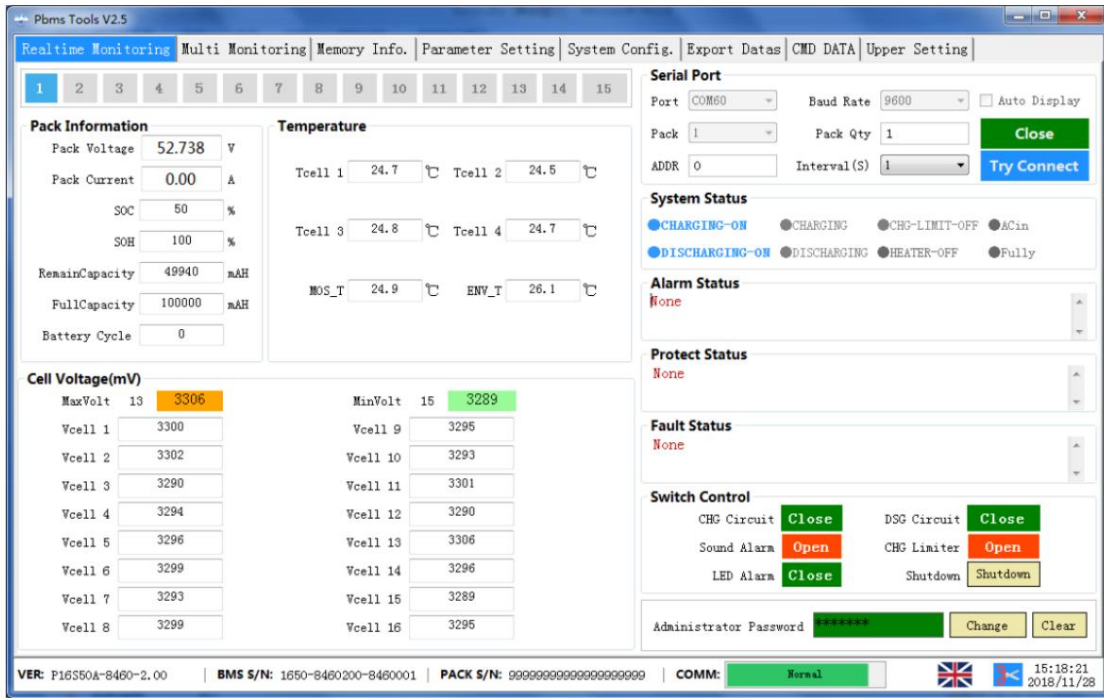 Pbms Tools V2.5
Realtime Monitoring Multi Monitoring Memory Info. Parameter Setting System Config. Export Datas CMD DATA Upper Setting
1 2 3 4 5 6 7 8 9 10 11 12 13 14 15
Pack Information
Pack Voltage 52.738 V
Pack Current 0.00 A
SOC 50 %
SOH 100 %
RemainCapacity 49940 mAH
FullCapacity 100000 mAH
Battery Cycle 0
Temperature
Tcell 1 24.7 ℃ Tcell 2 24.5 ℃
Tcell 3 24.8 ℃ Tcell 4 24.7 ℃
MOS_T 24.9 ℃ ENV_T 26.1 ℃
Cell Voltage(mV)
MaxVolt 13 3306 MinVolt 15 3289
Vcell 1 3300 Vcell 9 3295
Vcell 2 3302 Vcell 10 3293
Vcell 3 3290 Vcell 11 3301
Vcell 4 3294 Vcell 12 3290
Vcell 5 3296 Vcell 13 3306
Vcell 6 3299 Vcell 14 3296
Vcell 7 3293 Vcell 15 3289
Vcell 8 3299 Vcell 16 3295
Serial Port
Port COM60 Baud Rate 9600 Auto Display
Pack 1 Pack Qty 1 Close
ADDR 0 Interval(S) 1 Try Connect
System Status
CHARGING-ON CHARGING CHG-LIMIT-OFF ACin
DISCHARGING-ON DISCHARGING HEATER-OFF Fully
Alarm Status
None
Protect Status
None
Fault Status
None
Switch Control
CHG Circuit Close DSG Circuit Close
Sound Alarm Open CHG Limiter Open
LED Alarm Close Shutdown Shutdown
Administrator Password ******* Change Clear
VER: P16S50A-8460-2.00 BMS S/N: 1650-8460200-8460001 PACK S/N: 99999999999999999999 COMM: Normal 15:18:21
2018/11/28